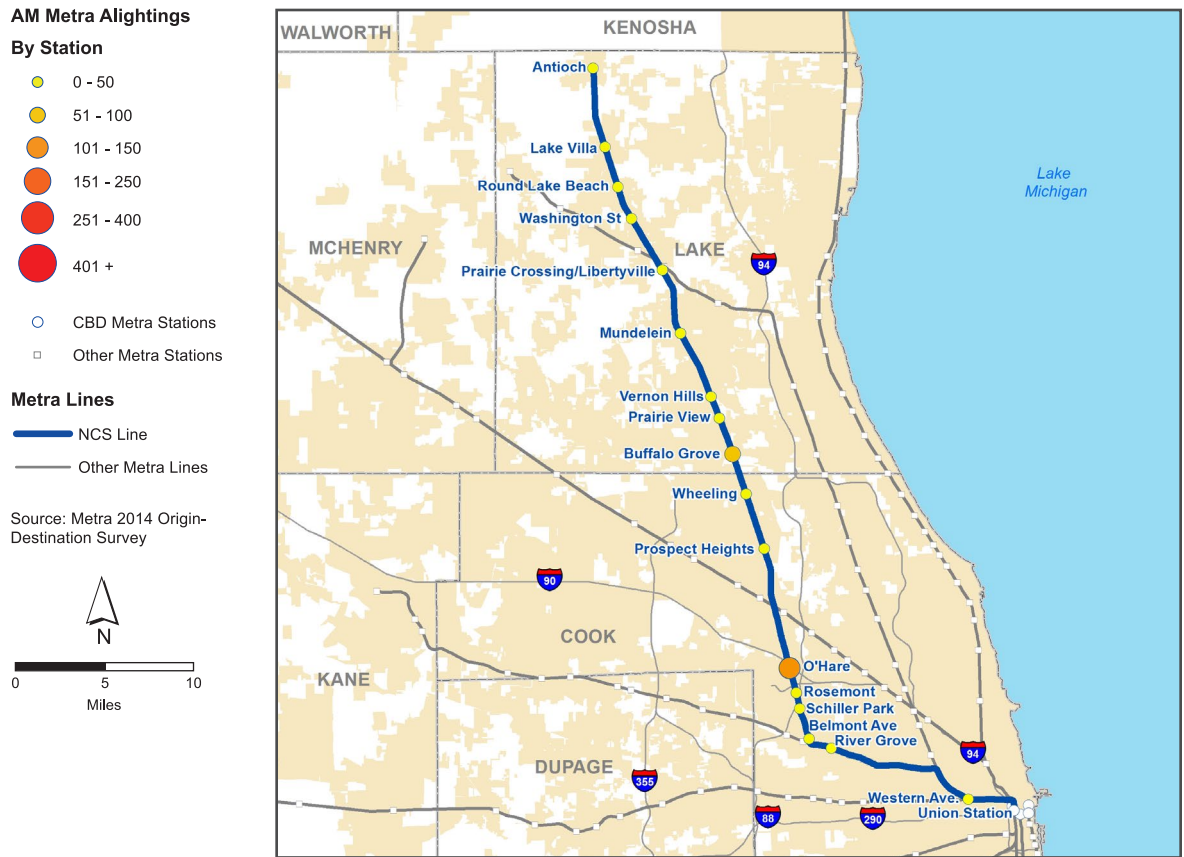 AM Metra Alightings
By Station
0 - 50
51 - 100
101 - 150
151 - 250
251 - 400
401 +
CBD Metra Stations
Other Metra Stations
Metra Lines
NCS Line
Other Metra Lines
Source: Metra 2014 Origin-
Destination Survey
N
0 5 10
Miles
WALWORTH
KENOSHA
Antioch
Lake Villa
Round Lake Beach
Washington St
MCHENRY
LAKE
94
Lake
Michigan
Prairie Crossing/Libertyville
Mundelein
Vernon Hills
Prairie View
Buffalo Grove
Wheeling
Prospect Heights
90
COOK
KANE
O'Hare
Rosemont
Schiller Park
Belmont Ave
River Grove
94
DUPAGE
355
Western Ave.
Union Station
88
290